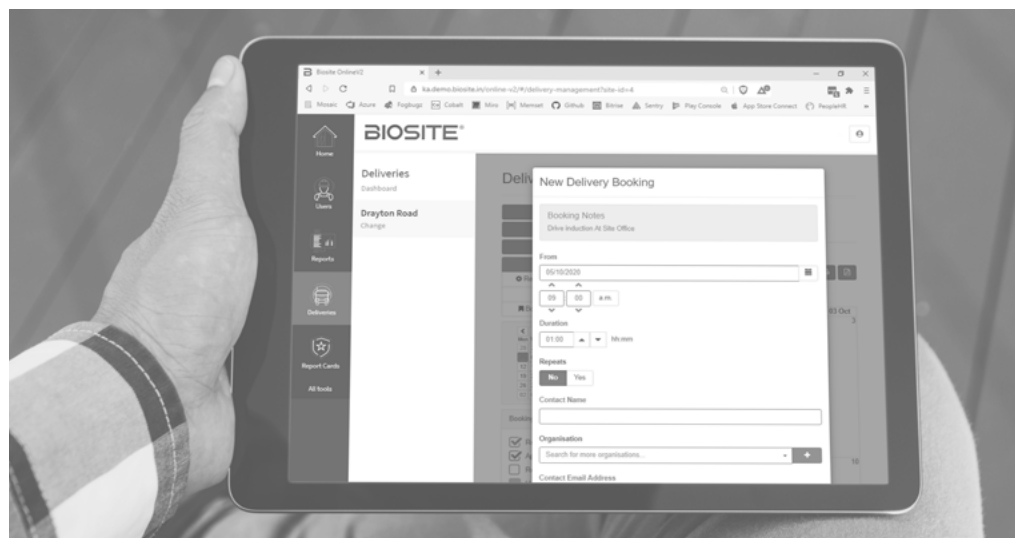 Biosite OnlineV2
ka.demo.biosite.in/online-v2/#/delivery-management?site-id=4
Mosaic Azure Fogbugz Cobalt Miro Memset Github Bitrise Sentry Play Console App Store Connect PeopleHR
BIOSITE
Home
Users
Reports
Deliveries
Report Cards
All tools
Deliveries
Dashboard
Drayton Road
Change
New Delivery Booking
Booking Notes
Drive Induction At Site Office
From
05/10/2020
09 00 a.m.
Duration
01:00 hh:mm
Repeats
No Yes
Contact Name
Organisation
Search for more organisations...
Contact Email Address
03 Oct
3
10